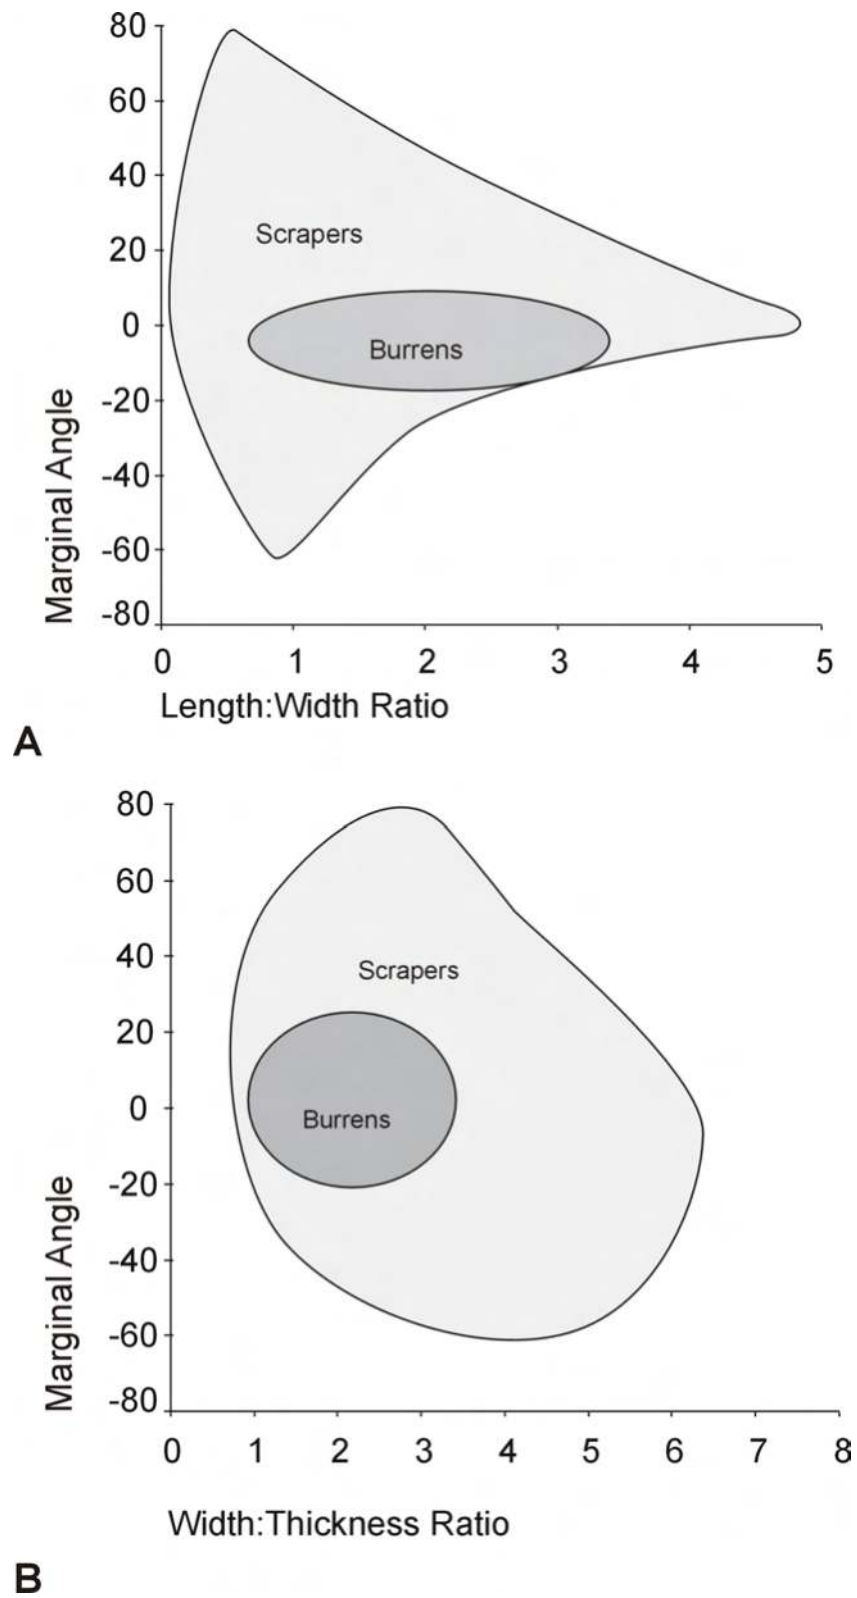 80
60
40
20
0
-20
-40
-60
-80
Marginal Angle
Scrapers
Burrens
0 1 2 3 4 5
Length:Width Ratio
A
80
60
40
20
0
-20
-40
-60
-80
Marginal Angle
Scrapers
Burrens
0 1 2 3 4 5 6 7 8
Width:Thickness Ratio
B